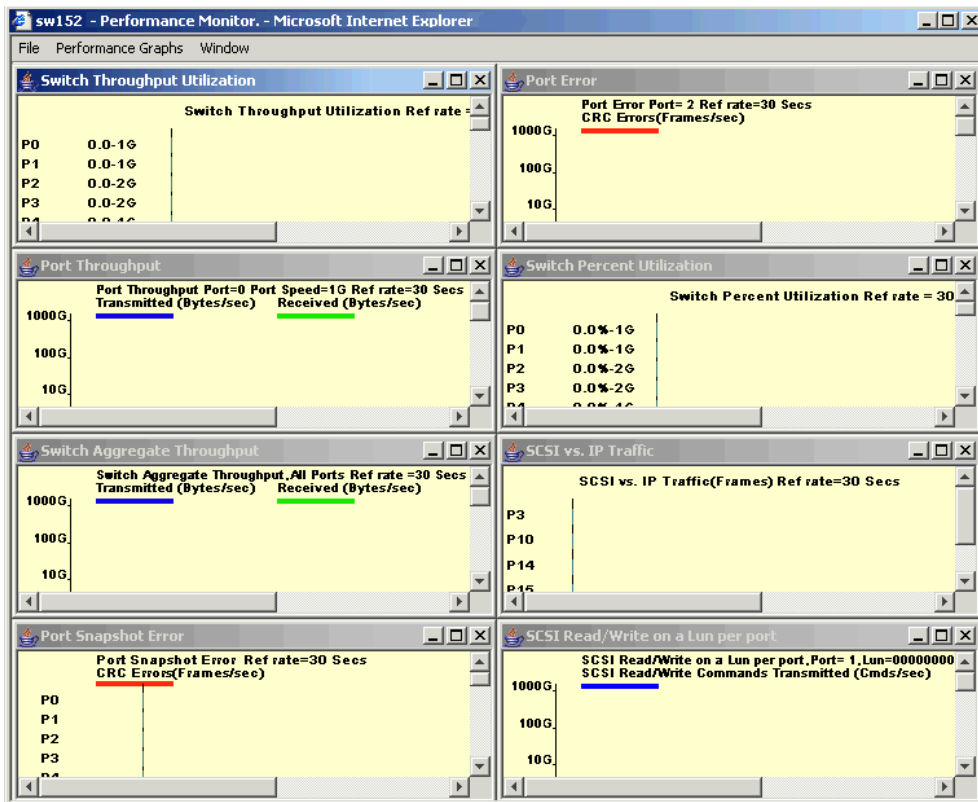 sw152 - Performance Monitor. - Microsoft Internet Explorer
File Performance Graphs Window
Switch Throughput Utilization
Switch Throughput Utilization Ref rate =
P0 0.0-1G
P1 0.0-1G
P2 0.0-2G
P3 0.0-2G
Port Error
Port Error Port= 2 Ref rate=30 Secs
CRC Errors(Frames/sec)
1000G
100G
10G
Port Throughput
Port Throughput Port=0 Port Speed=1G Ref rate=30 Secs
Transmitted (Bytes/sec) Received (Bytes/sec)
1000G
100G
10G
Switch Percent Utilization
Switch Percent Utilization Ref rate = 30
P0 0.0%-1G
P1 0.0%-1G
P2 0.0%-2G
P3 0.0%-2G
Switch Aggregate Throughput
Switch Aggregate Throughput,All Ports Ref rate =30 Secs
Transmitted (Bytes/sec) Received (Bytes/sec)
1000G
100G
10G
SCSI vs. IP Traffic
SCSI vs. IP Traffic(Frames) Ref rate=30 Secs
P3
P10
P14
P15
Port Snapshot Error
Port Snapshot Error Ref rate=30 Secs
CRC Errors(Frames/sec)
P0
P1
P2
P3
SCSI Read/Write on a Lun per port
SCSI Read/Write on a Lun per port,Port= 1,Lun=00000000
SCSI Read/Write Commands Transmitted (Cmds/sec)
1000G
100G
10G